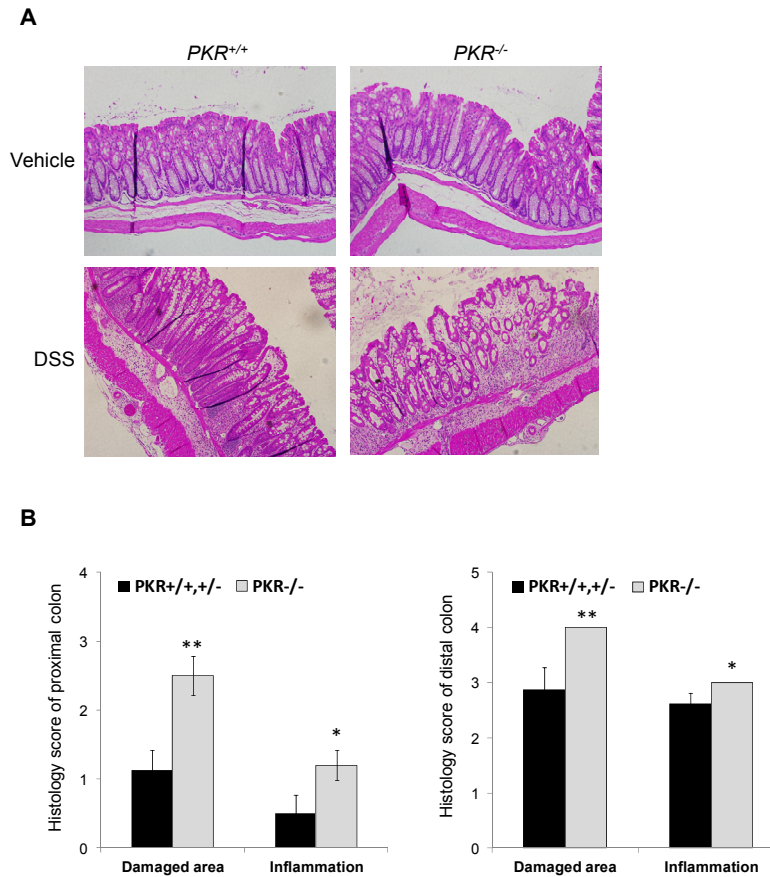 A
PKR+/+
PKR-/-
Vehicle
DSS
B
Histology score of proximal colon
4
3
2
1
0
PKR+/+,+/-
PKR-/-
**
*
Damaged area
Inflammation
Histology score of distal colon
5
4
3
2
1
0
PKR+/+,+/-
PKR-/-
**
*
Damaged area
Inflammation